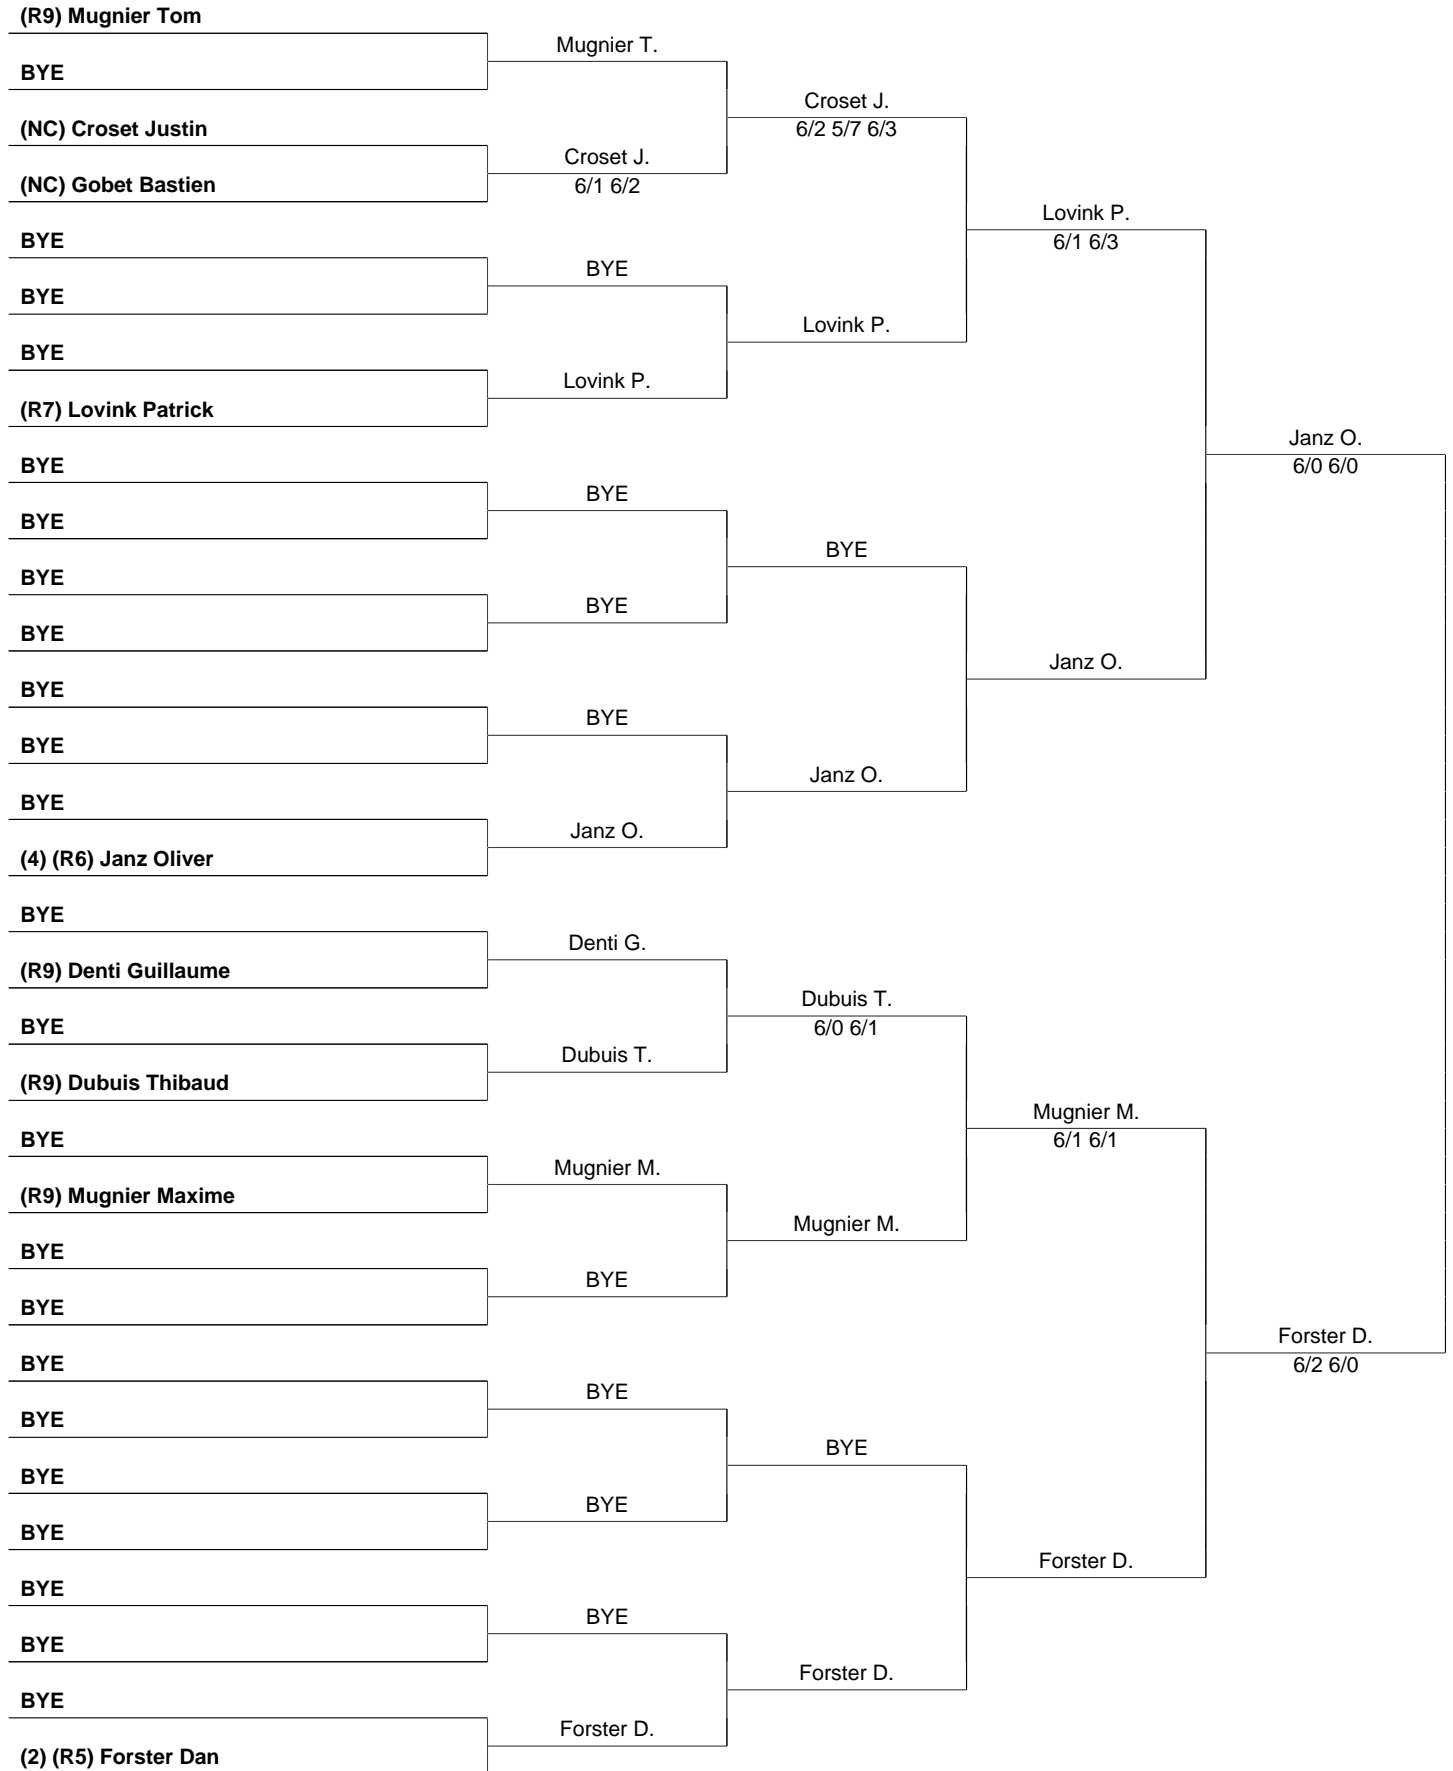 (R9) Mugnier Tom
BYE
(NC) Croset Justin
(NC) Gobet Bastien
BYE
BYE
BYE
(R7) Lovink Patrick
BYE
BYE
BYE
BYE
BYE
BYE
BYE
(4) (R6) Janz Oliver
BYE
(R9) Denti Guillaume
BYE
(R9) Dubuis Thibaud
BYE
(R9) Mugnier Maxime
BYE
BYE
BYE
BYE
BYE
BYE
BYE
BYE
BYE
(2) (R5) Forster Dan
Mugnier T.
Croset J.
6/1 6/2
BYE
Lovink P.
BYE
BYE
BYE
Janz O.
Denti G.
Dubuis T.
Mugnier M.
BYE
BYE
BYE
BYE
Forster D.
Croset J.
6/2 5/7 6/3
Lovink P.
BYE
Janz O.
Dubuis T.
6/0 6/1
Mugnier M.
BYE
Forster D.
Lovink P.
6/1 6/3
Janz O.
Mugnier M.
6/1 6/1
Forster D.
Janz O.
6/0 6/0
Forster D.
6/2 6/0